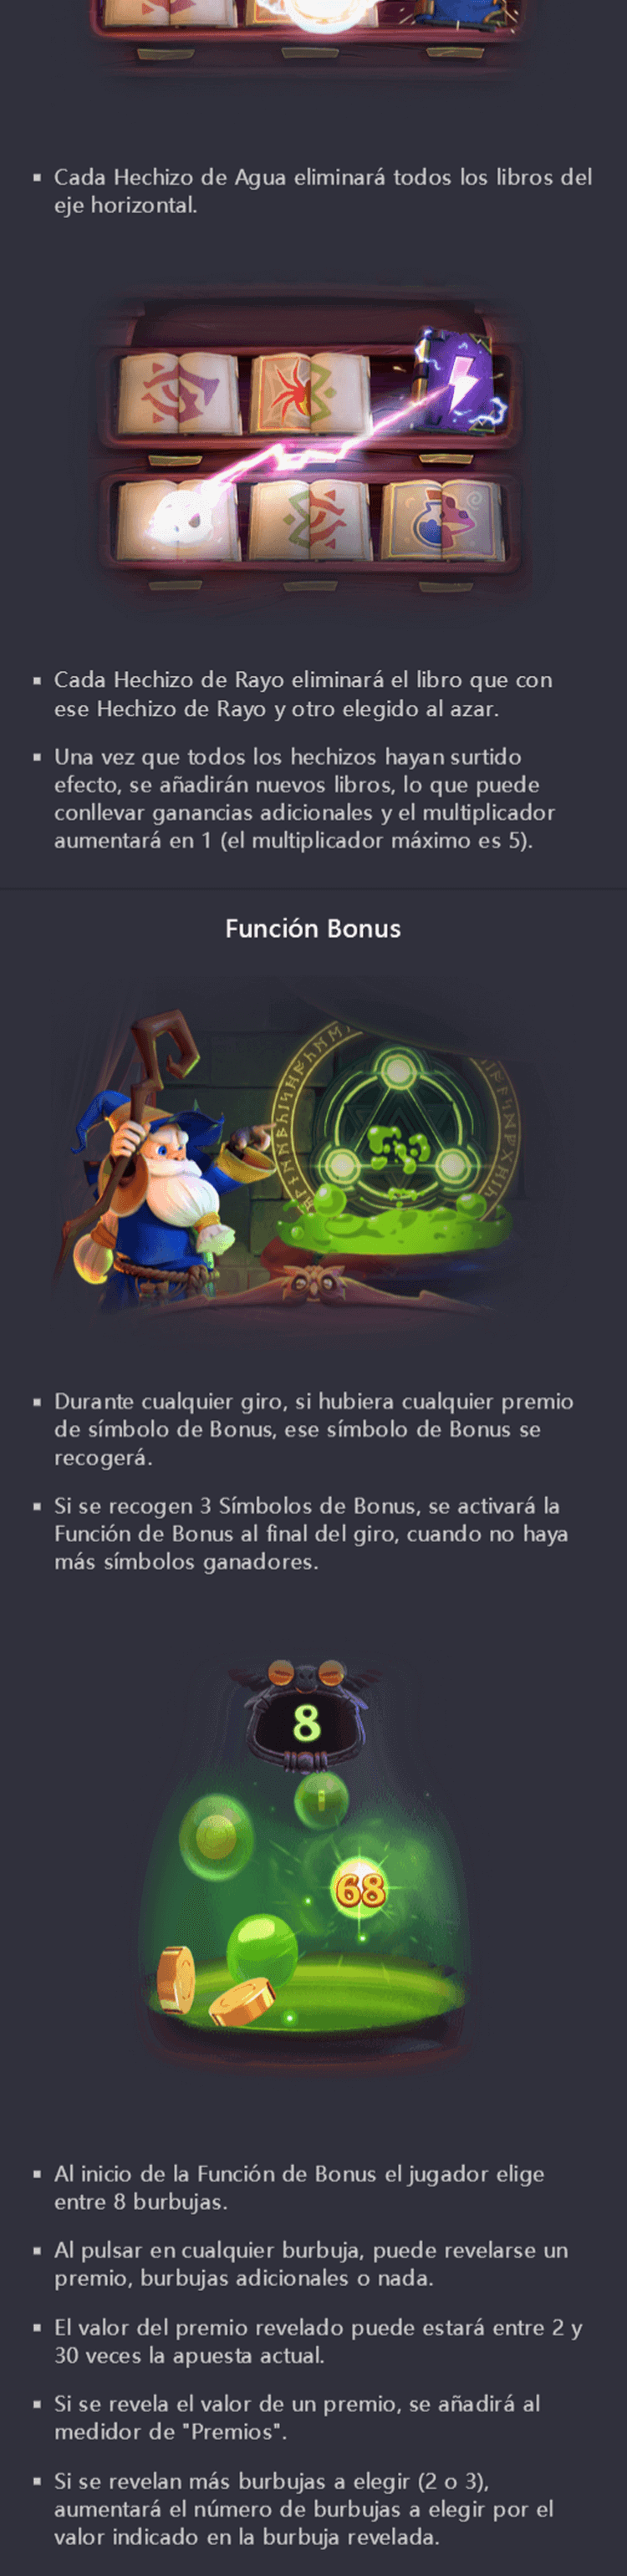 ▪ Cada Hechizo de Agua eliminará todos los libros del
eje horizontal.
▪ Cada Hechizo de Rayo eliminará el libro que con
ese Hechizo de Rayo y otro elegido al azar.
▪ Una vez que todos los hechizos hayan surtido
efecto, se añadirán nuevos libros, lo que puede
conllevar ganancias adicionales y el multiplicador
aumentará en 1 (el multiplicador máximo es 5).
Función Bonus
▪ Durante cualquier giro, si hubiera cualquier premio
de símbolo de Bonus, ese símbolo de Bonus se
recogerá.
▪ Si se recogen 3 Símbolos de Bonus, se activará la
Función de Bonus al final del giro, cuando no haya
más símbolos ganadores.
8
68
▪ Al inicio de la Función de Bonus el jugador elige
entre 8 burbujas.
▪ Al pulsar en cualquier burbuja, puede revelarse un
premio, burbujas adicionales o nada.
▪ El valor del premio revelado puede estará entre 2 y
30 veces la apuesta actual.
▪ Si se revela el valor de un premio, se añadirá al
medidor de "Premios".
▪ Si se revelan más burbujas a elegir (2 o 3),
aumentará el número de burbujas a elegir por el
valor indicado en la burbuja revelada.